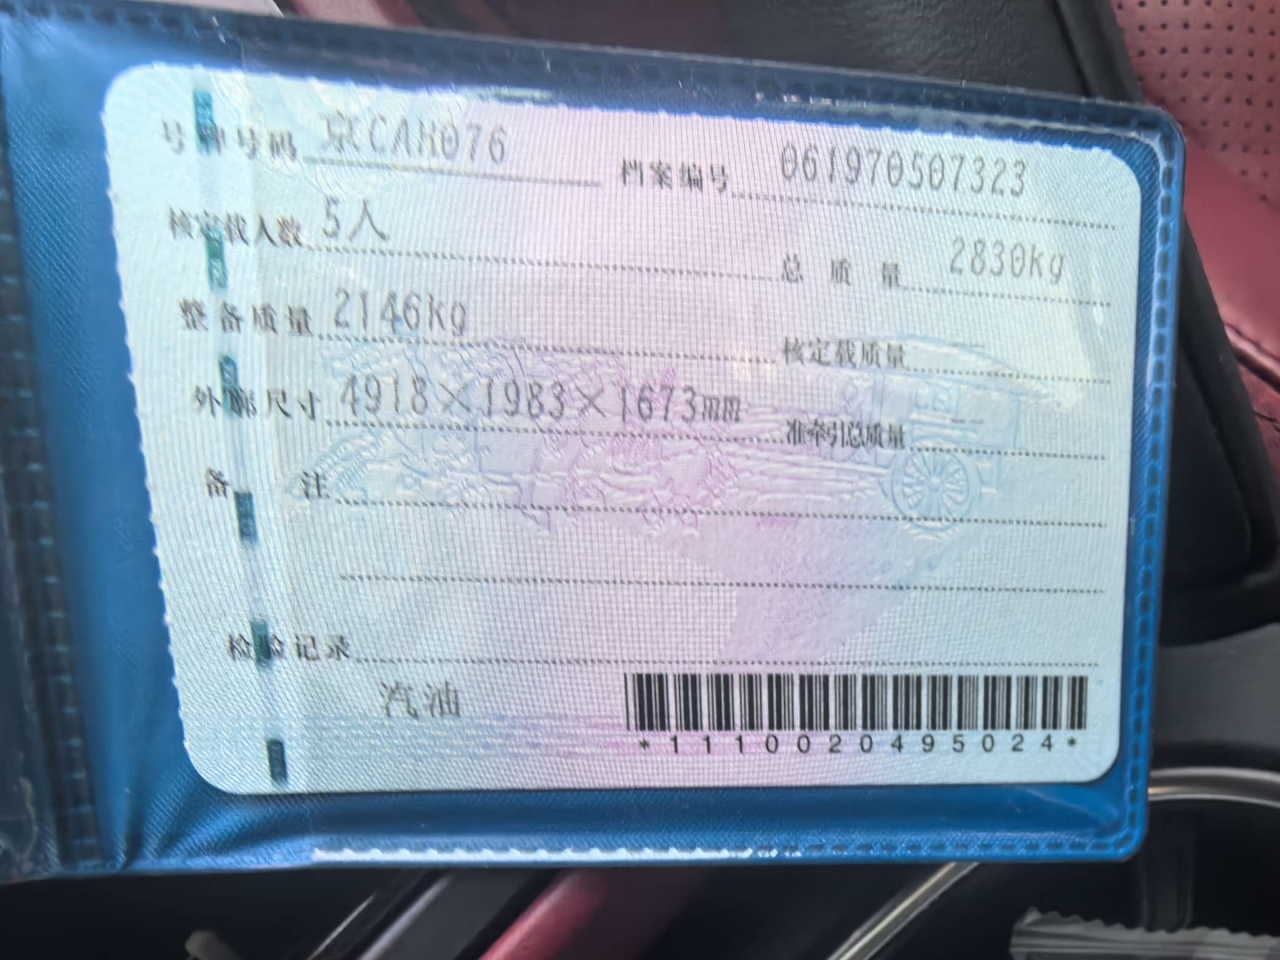 号牌号码 京CAH076 档案编号 061970507323
核定载人数 5人 总质量 2830kg
整备质量 2146kg 核定载质量 --
外廓尺寸 4918×1983×1673mm 准牵引总质量 --
备注
检验记录
汽油
*1110020495024*